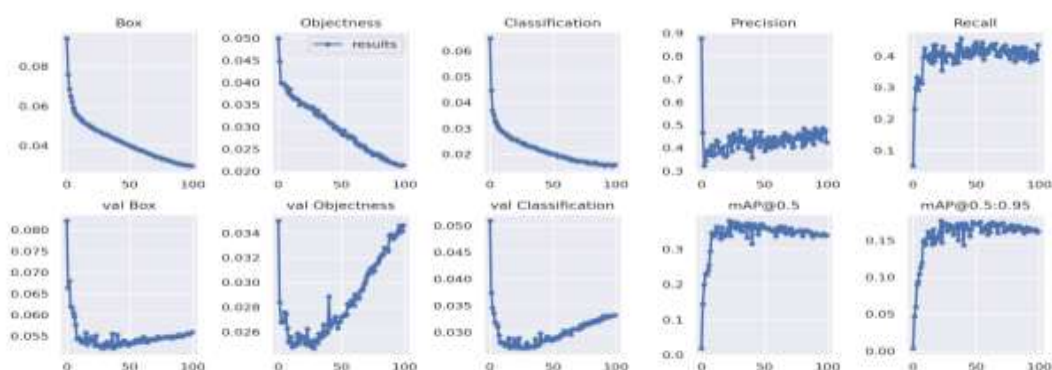 Box
0.08
0.06
0.04
0 50 100
Objectness
results
0.050
0.045
0.040
0.035
0.030
0.025
0.020
0 50 100
Classification
0.06
0.05
0.04
0.03
0.02
0 50 100
Precision
0.9
0.8
0.7
0.6
0.5
0.4
0.3
0 50 100
Recall
0.4
0.3
0.2
0.1
0 50 100
val Box
0.080
0.075
0.070
0.065
0.060
0.055
0 50 100
val Objectness
0.034
0.032
0.030
0.028
0.026
0 50 100
val Classification
0.050
0.045
0.040
0.035
0.030
0 50 100
mAP@0.5
0.3
0.2
0.1
0.0
0 50 100
mAP@0.5:0.95
0.15
0.10
0.05
0.00
0 50 100